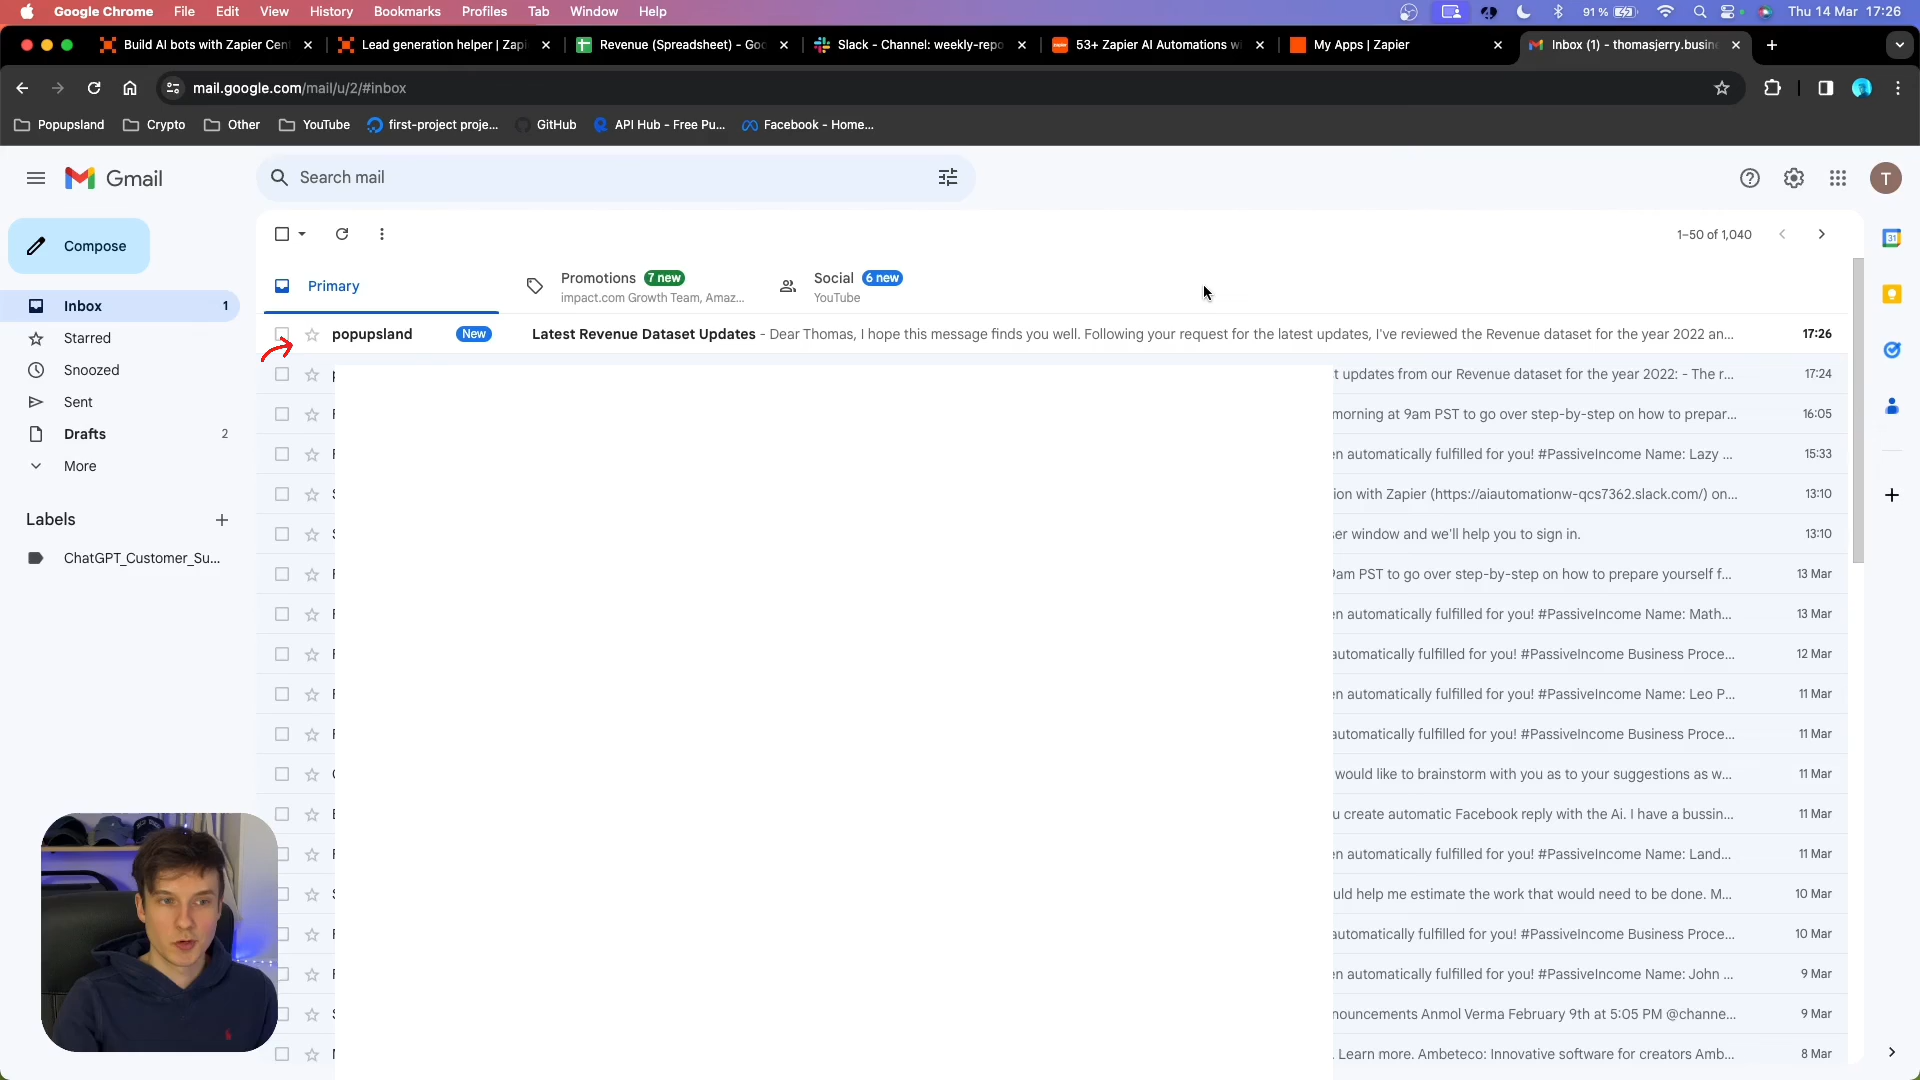 Google Chrome File Edit View History Bookmarks Profiles Tab Window Help 91 % Thu 14 Mar 17:26
Build AI bots with Zapier Cen Lead generation helper | Zapi Revenue (Spreadsheet) - Goo Slack - Channel: weekly-repo 53+ Zapier AI Automations wi My Apps | Zapier Inbox (1) - thomasjerry.busin
mail.google.com/mail/u/2/#inbox
Popupsland Crypto Other YouTube first-project proje... GitHub API Hub - Free Pu... Facebook - Home...
Gmail Search mail T
Compose
1–50 of 1,040
31
Primary
Promotions 7 new
impact.com Growth Team, Amaz...
Social 6 new
YouTube
Inbox 1
Starred
Snoozed
Sent
Drafts 2
More
Labels
ChatGPT_Customer_Su...
popupsland New Latest Revenue Dataset Updates - Dear Thomas, I hope this message finds you well. Following your request for the latest updates, I've reviewed the Revenue dataset for the year 2022 an... 17:26
t updates from our Revenue dataset for the year 2022: - The r... 17:24
morning at 9am PST to go over step-by-step on how to prepar... 16:05
en automatically fulfilled for you! #PassiveIncome Name: Lazy ... 15:33
ion with Zapier (https://aiautomationw-qcs7362.slack.com/) on... 13:10
ser window and we'll help you to sign in. 13:10
9am PST to go over step-by-step on how to prepare yourself f... 13 Mar
en automatically fulfilled for you! #PassiveIncome Name: Math... 13 Mar
automatically fulfilled for you! #PassiveIncome Business Proce... 12 Mar
en automatically fulfilled for you! #PassiveIncome Name: Leo P... 11 Mar
automatically fulfilled for you! #PassiveIncome Business Proce... 11 Mar
would like to brainstorm with you as to your suggestions as w... 11 Mar
u create automatic Facebook reply with the Ai. I have a bussin... 11 Mar
en automatically fulfilled for you! #PassiveIncome Name: Land... 11 Mar
uld help me estimate the work that would need to be done. M... 10 Mar
automatically fulfilled for you! #PassiveIncome Business Proce... 10 Mar
en automatically fulfilled for you! #PassiveIncome Name: John ... 9 Mar
nouncements Anmol Verma February 9th at 5:05 PM @channe... 9 Mar
. Learn more. Ambeteco: Innovative software for creators Amb... 8 Mar